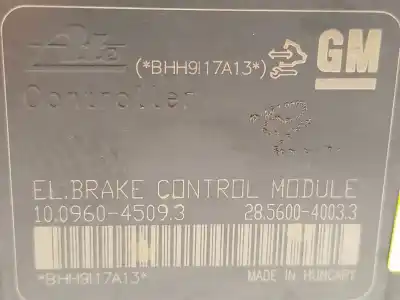 Ate
(*BHH9I17A13*)
GM
Controller
EL.BRAKE CONTROL MODULE
10.0960-4509.3 28.5600-4003.3
*BHH9I17A13* MADE IN HUNGARY